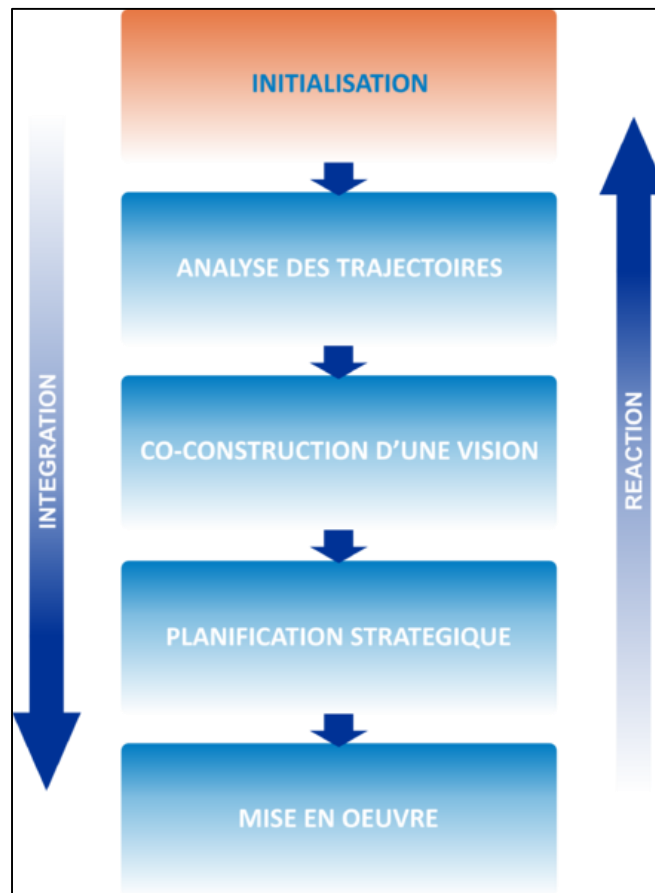 INITIALISATION
ANALYSE DES TRAJECTOIRES
CO-CONSTRUCTION D’UNE VISION
PLANIFICATION STRATEGIQUE
MISE EN OEUVRE
INTEGRATION
REACTION